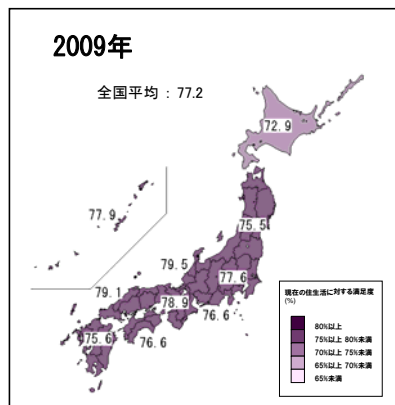 2009年
全国平均 : 77.2
72.9
77.9
75.5
79.5
77.6
79.1
78.9
76.6
75.6
76.6
現在の住生活に対する満足度
(%)
80%以上
75%以上 80%未満
70%以上 75%未満
65%以上 70%未満
65%未満